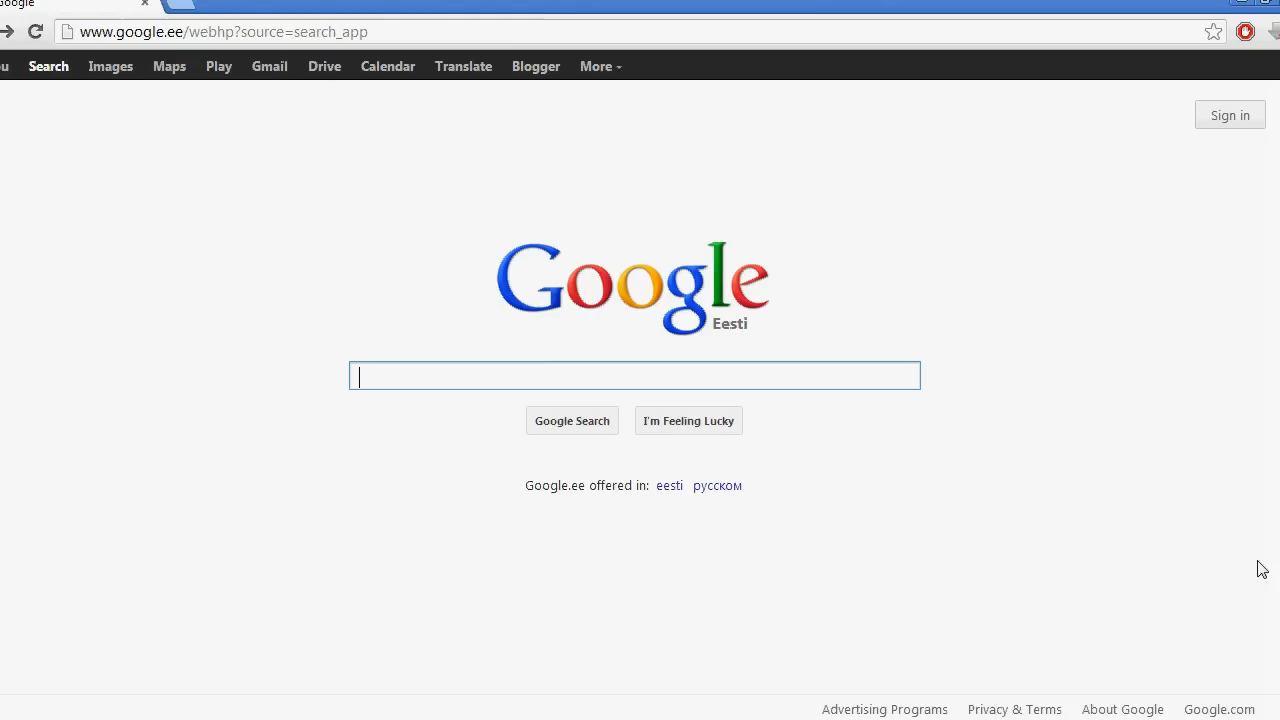 Google
www.google.ee/webhp?source=search_app
Search Images Maps Play Gmail Drive Calendar Translate Blogger More
Sign in
Google
Eesti
Google Search I'm Feeling Lucky
Google.ee offered in: eesti русском
Advertising Programs Privacy & Terms About Google Google.com